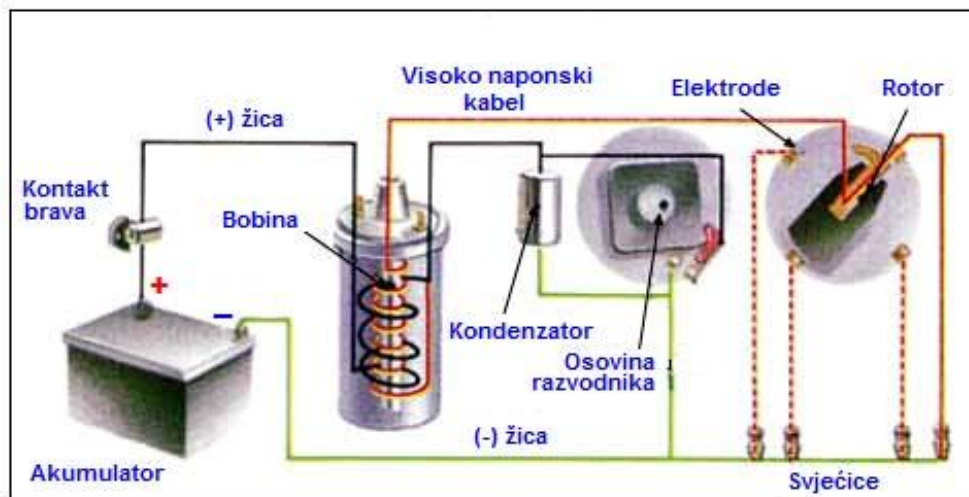 Visoko naponski
kabel
Elektrode
Rotor
(+) žica
Kontakt
brava
Bobina
+
−
Kondenzator
Osovina
razvodnika
(-) žica
Akumulator
Svjećice